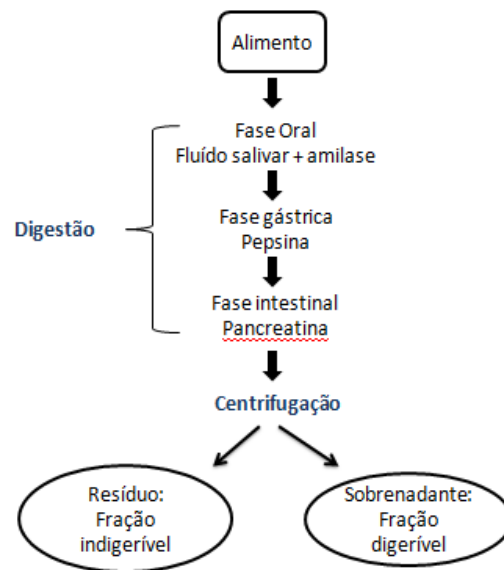 Alimento
Fase Oral
Fluído salivar + amilase
Digestão
Fase gástrica
Pepsina
Fase intestinal
Pancreatina
Centrifugação
Resíduo:
Fração
indigerível
Sobrenadante:
Fração
digerível